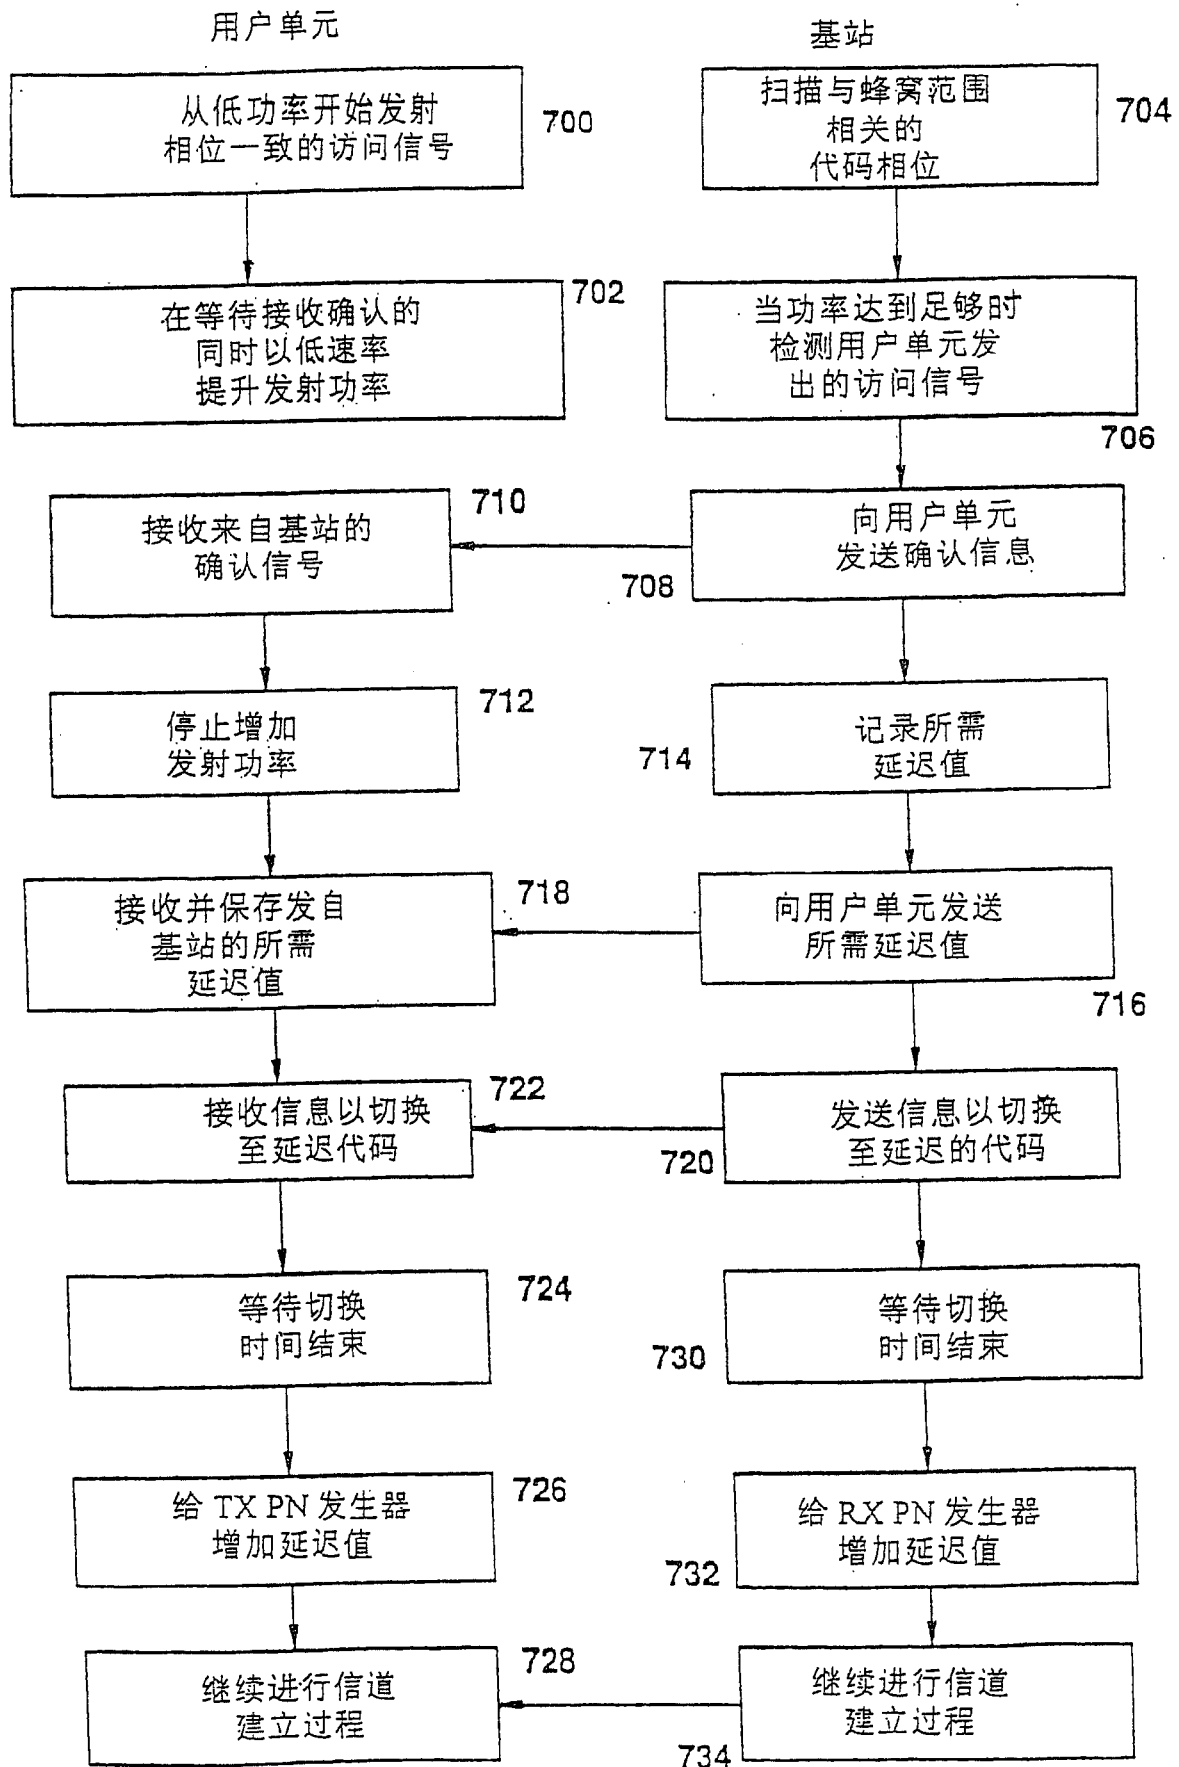 用户单元
基站
从低功率开始发射
相位一致的访问信号
700
扫描与蜂窝范围
相关的
代码相位
704
在等待接收确认的
同时以低速率
提升发射功率
702
当功率达到足够时
检测用户单元发
出的访问信号
706
接收来自基站的
确认信号
710
向用户单元
发送确认信息
708
停止增加
发射功率
712
记录所需
延迟值
714
接收并保存发自
基站的所需
延迟值
718
向用户单元发送
所需延迟值
716
接收信息以切换
至延迟代码
722
发送信息以切换
至延迟的代码
720
等待切换
时间结束
724
等待切换
时间结束
730
给 TX PN 发生器
增加延迟值
726
给 RX PN 发生器
增加延迟值
732
继续进行信道
建立过程
728
继续进行信道
建立过程
734